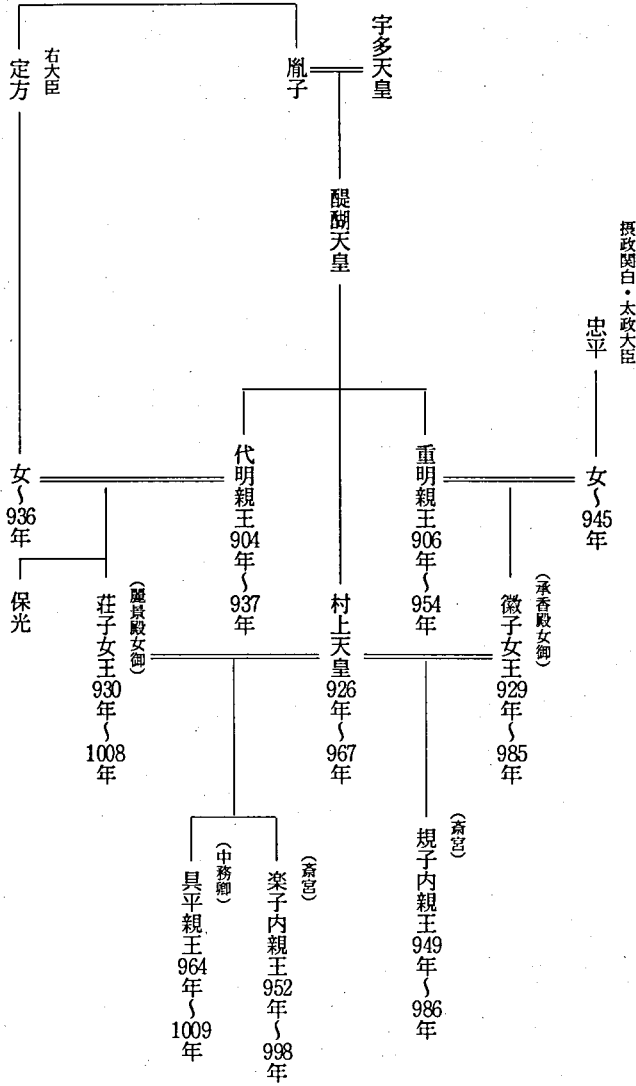 摂政関白・太政大臣
忠平
女～945年
宇多天皇
胤子
醍醐天皇
右大臣
定方
重明親王906年～954年
代明親王904年～937年
女～936年
(承香殿女御)
徽子女王929年～985年
村上天皇926年～967年
(麗景殿女御)
荘子女王930年～1008年
保光
(斎宮)
規子内親王949年～986年
(斎宮)
楽子内親王952年～998年
(中務卿)
具平親王964年～1009年